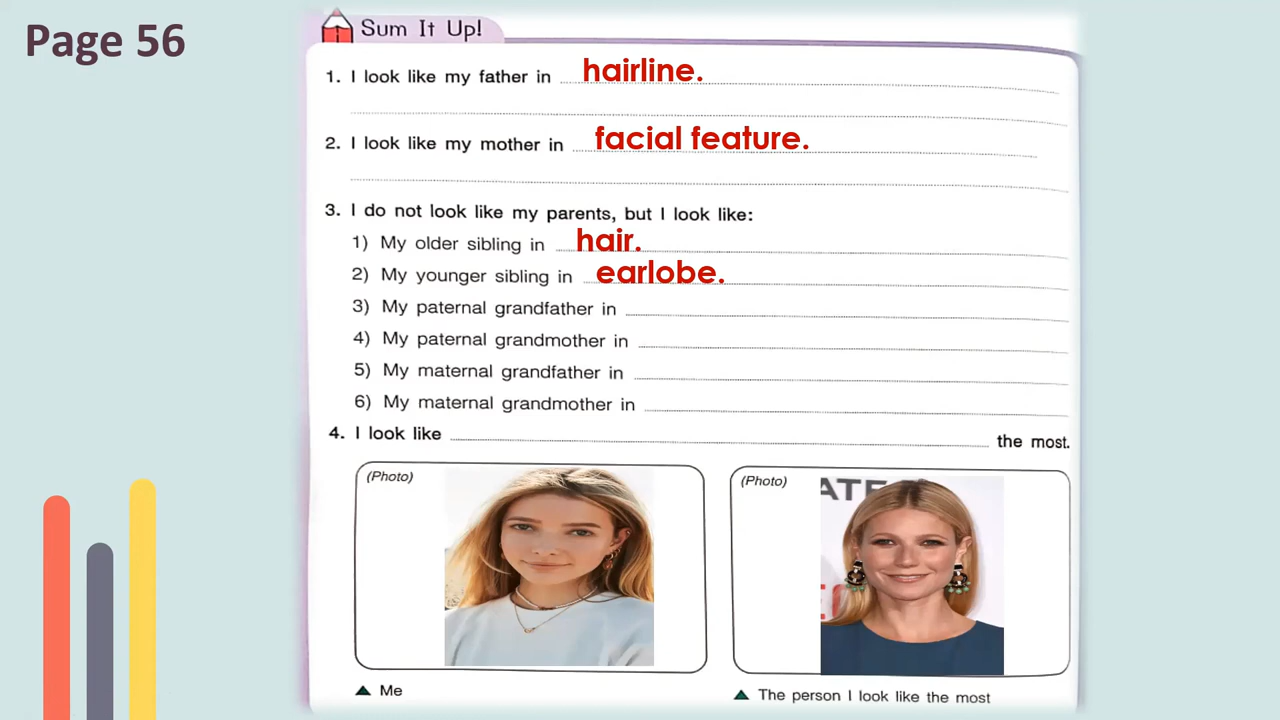 Page 56
Sum It Up!
1. I look like my father in hairline.
2. I look like my mother in facial feature.
3. I do not look like my parents, but I look like:
1) My older sibling in hair.
2) My younger sibling in earlobe.
3) My paternal grandfather in
4) My paternal grandmother in
5) My maternal grandfather in
6) My maternal grandmother in
4. I look like the most.
(Photo)
(Photo)
ATE
Me
The person I look like the most